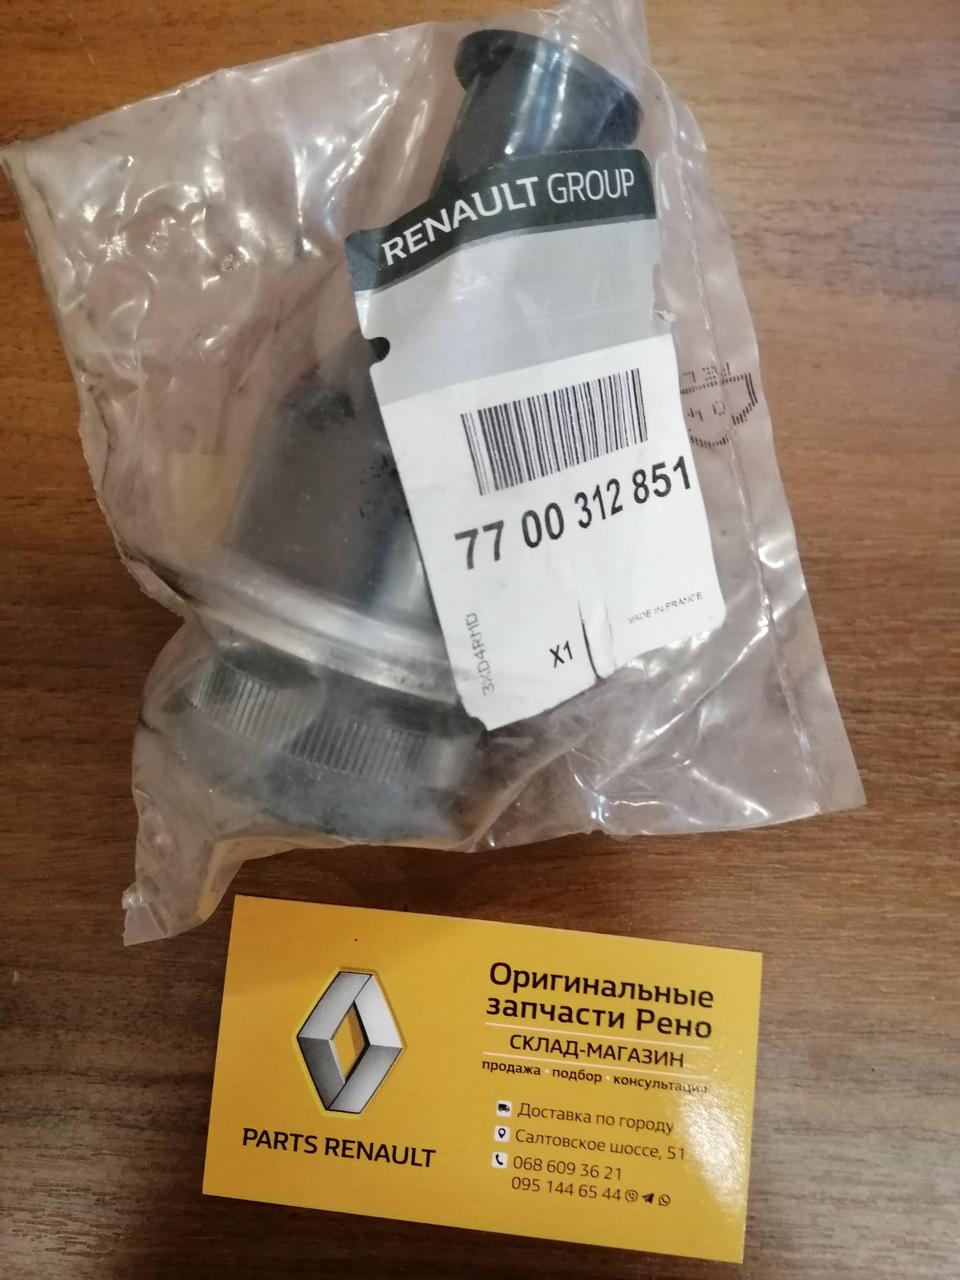 RENAULT GROUP
77 00 312 851
3XD4RHD
X1
MADE IN FRANCE
Оригинальные
запчасти Рено
СКЛАД-МАГАЗИН
продажа · подбор · консультация
PARTS RENAULT
Доставка по городу
Салтовское шоссе, 51
068 609 36 21
095 144 65 44